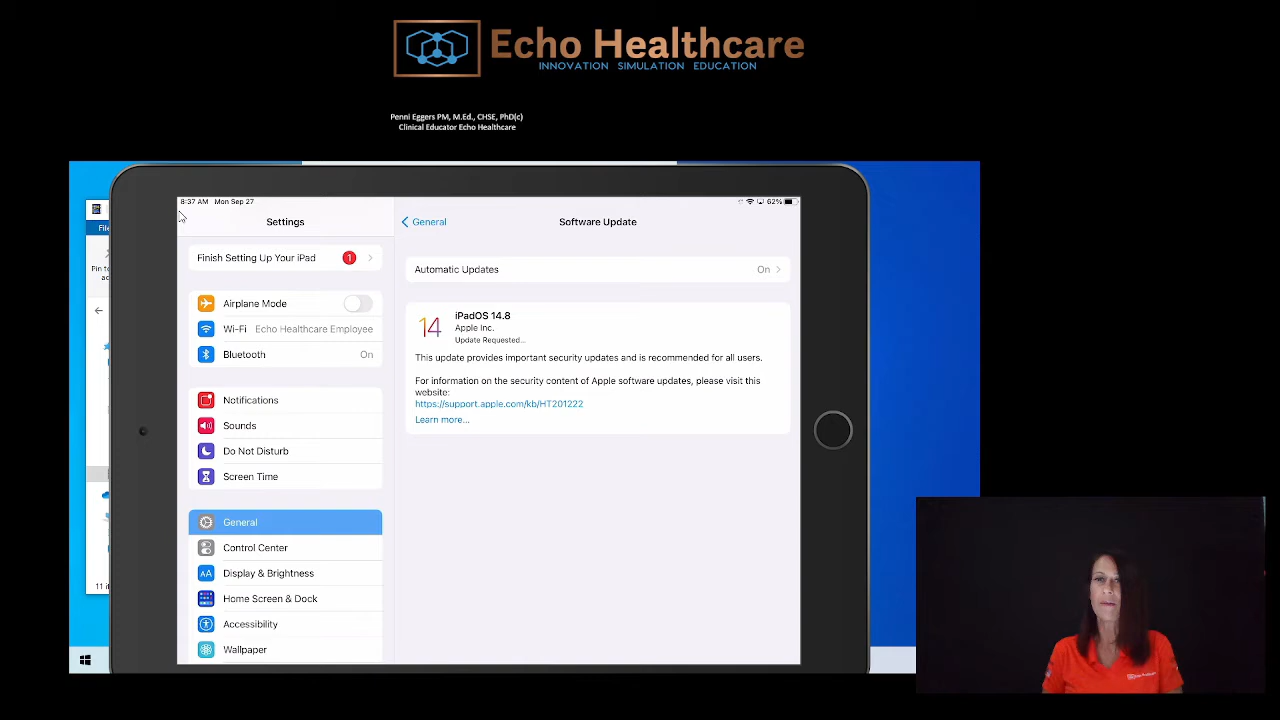 Echo Healthcare
INNOVATION SIMULATION EDUCATION
Penni Eggers PM, M.Ed., CHSE, PhD(c)
Clinical Educator Echo Healthcare
8:37 AM Mon Sep 27
62%
Settings
General
Software Update
Finish Setting Up Your iPad 1
Airplane Mode
Wi-Fi Echo Healthcare Employee
Bluetooth On
Notifications
Sounds
Do Not Disturb
Screen Time
General
Control Center
Display & Brightness
AA
Home Screen & Dock
Accessibility
Wallpaper
Automatic Updates On
14
iPadOS 14.8
Apple Inc.
Update Requested...
This update provides important security updates and is recommended for all users.
For information on the security content of Apple software updates, please visit this
website:
https://support.apple.com/kb/HT201222
Learn more...
File
Pin to
11